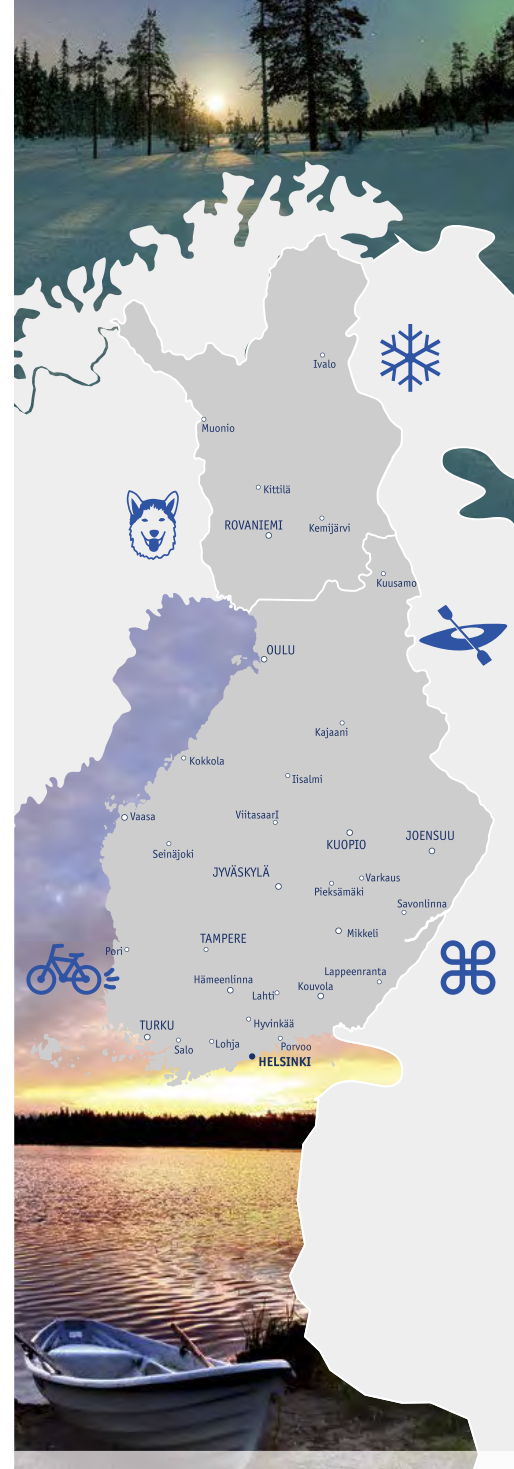 Ivalo
Muonio
Kittilä
ROVANIEMI
Kemijärvi
Kuusamo
OULU
Kajaani
Kokkola
Iisalmi
Vaasa
ViitasaarI
KUOPIO
JOENSUU
Seinäjoki
JYVÄSKYLÄ
Varkaus
Pieksämäki
Savonlinna
Mikkeli
TAMPERE
Pori
Lappeenranta
Hämeenlinna
Kouvola
Lahti
Hyvinkää
TURKU
Lohja
Porvoo
Salo
HELSINKI